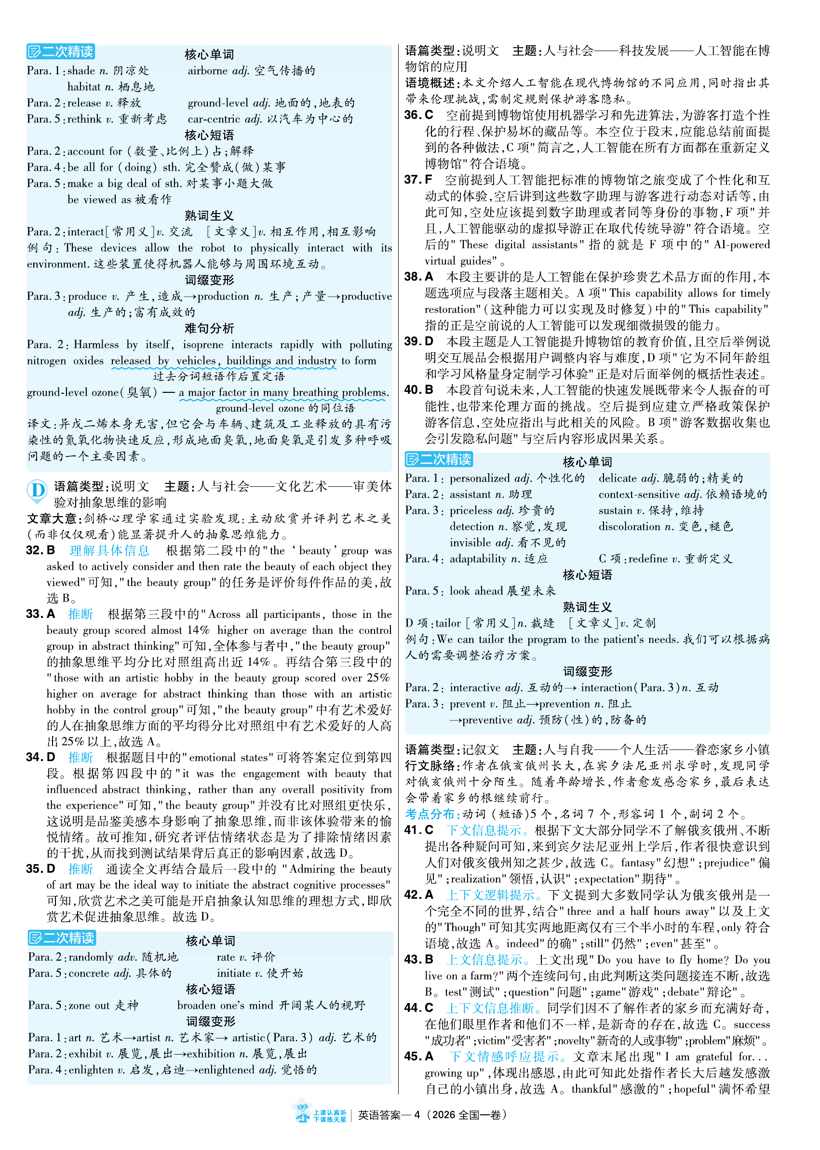 二次精读 核心单词
Para. 1:shade n. 阴凉处 airborne adj. 空气传播的
habitat n. 栖息地
Para. 2:release v. 释放 ground-level adj. 地面的,地表的
Para. 5:rethink v. 重新考虑 car-centric adj. 以汽车为中心的
核心短语
Para. 2:account for (数量、比例上)占;解释
Para. 4:be all for (doing) sth. 完全赞成(做)某事
Para. 5:make a big deal of sth. 对某事小题大做
be viewed as 被看作
熟词生义
Para. 2:interact[常用义]v. 交流 [文章义]v. 相互作用,相互影响
例句: These devices allow the robot to physically interact with its
environment. 这些装置使得机器人能够与周围环境互动。
词缀变形
Para. 3:produce v. 产生,造成→production n. 生产;产量→productive
adj. 生产的;富有成效的
难句分析
Para. 2: Harmless by itself, isoprene interacts rapidly with polluting
nitrogen oxides released by vehicles, buildings and industry to form
过去分词短语作后置定语
ground-level ozone(臭氧) — a major factor in many breathing problems.
ground-level ozone 的同位语
译文:异戊二烯本身无害,但它会与车辆、建筑及工业释放的具有污
染性的氮氧化物快速反应,形成地面臭氧,地面臭氧是引发多种呼吸
问题的一个主要因素。
D 语篇类型:说明文 主题:人与社会——文化艺术——审美体
验对抽象思维的影响
文章大意:剑桥心理学家通过实验发现:主动欣赏并评判艺术之美
(而非仅仅观看)能显著提升人的抽象思维能力。
32. B 理解具体信息 根据第二段中的"the ‘beauty’ group was
asked to actively consider and then rate the beauty of each object they
viewed"可知,"the beauty group"的任务是评价每件作品的美,故
选 B。
33. A 推断 根据第三段中的"Across all participants, those in the
beauty group scored almost 14% higher on average than the control
group in abstract thinking"可知,全体参与者中,"the beauty group"
的抽象思维平均分比对照组高出近 14%。再结合第三段中的
"those with an artistic hobby in the beauty group scored over 25%
higher on average for abstract thinking than those with an artistic
hobby in the control group"可知,"the beauty group"中有艺术爱好
的人在抽象思维方面的平均得分比对照组中有艺术爱好的人高
出 25%以上,故选 A。
34. D 推断 根据题目中的"emotional states"可将答案定位到第四
段。根据第四段中的"it was the engagement with beauty that
influenced abstract thinking, rather than any overall positivity from
the experience"可知,"the beauty group"并没有比对照组更快乐,
这说明是品鉴美感本身影响了抽象思维,而非该体验带来的愉
悦情绪。故可推知,研究者评估情绪状态是为了排除情绪因素
的干扰,从而找到测试结果背后真正的影响因素,故选 D。
35. D 推断 通读全文再结合最后一段中的 "Admiring the beauty
of art may be the ideal way to initiate the abstract cognitive processes"
可知,欣赏艺术之美可能是开启抽象认知思维的理想方式,即欣
赏艺术促进抽象思维。故选 D。
二次精读 核心单词
Para. 2:randomly adv. 随机地 rate v. 评价
Para. 5:concrete adj. 具体的 initiate v. 使开始
核心短语
Para. 5:zone out 走神 broaden one's mind 开阔某人的视野
词缀变形
Para. 1:art n. 艺术→artist n. 艺术家→ artistic(Para. 3) adj. 艺术的
Para. 2:exhibit v. 展览,展出→exhibition n. 展览,展出
Para. 4:enlighten v. 启发,启迪→enlightened adj. 觉悟的
语篇类型:说明文 主题:人与社会——科技发展——人工智能在博
物馆的应用
语境概述:本文介绍人工智能在现代博物馆的不同应用,同时指出其
带来伦理挑战,需制定规则保护游客隐私。
36. C 空前提到博物馆使用机器学习和先进算法,为游客打造个性
化的行程、保护易坏的藏品等。本空位于段末,应能总结前面提
到的各种做法,C 项"简言之,人工智能在所有方面都在重新定义
博物馆"符合语境。
37. F 空前提到人工智能把标准的博物馆之旅变成了个性化和互
动式的体验,空后讲到这些数字助理与游客进行动态对话等,由
此可知,空处应该提到数字助理或者同等身份的事物,F 项"并
且,人工智能驱动的虚拟导游正在取代传统导游"符合语境。空
后的" These digital assistants" 指的就是 F 项中的" AI-powered
virtual guides"。
38. A 本段主要讲的是人工智能在保护珍贵艺术品方面的作用,本
题选项应与段落主题相关。A 项"This capability allows for timely
restoration"(这种能力可以实现及时修复)中的"This capability"
指的正是空前说的人工智能可以发现细微损毁的能力。
39. D 本段主题是人工智能提升博物馆的教育价值,且空后举例说
明交互展品会根据用户调整内容与难度,D 项"它为不同年龄组
和学习风格量身定制学习体验"正是对后面举例的概括性表述。
40. B 本段首句说未来,人工智能的快速发展既带来令人振奋的可
能性,也带来伦理方面的挑战。空后提到应建立严格政策保护
游客信息,空处应指出与此相关的风险。B 项"游客数据收集也
会引发隐私问题"与空后内容形成因果关系。
二次精读 核心单词
Para. 1: personalized adj. 个性化的 delicate adj. 脆弱的;精美的
Para. 2: assistant n. 助理 context-sensitive adj. 依赖语境的
Para. 3: priceless adj. 珍贵的 sustain v. 保持,维持
detection n. 察觉,发现 discoloration n. 变色,褪色
invisible adj. 看不见的
Para. 4: adaptability n. 适应 C 项:redefine v. 重新定义
核心短语
Para. 5: look ahead 展望未来
熟词生义
D 项:tailor [常用义]n. 裁缝 [文章义]v. 定制
例句:We can tailor the program to the patient's needs. 我们可以根据病
人的需要调整治疗方案。
词缀变形
Para. 2: interactive adj. 互动的→ interaction(Para. 3)n. 互动
Para. 3: prevent v. 阻止→prevention n. 阻止
→preventive adj. 预防(性)的,防备的
语篇类型:记叙文 主题:人与自我——个人生活——眷恋家乡小镇
行文脉络:作者在俄亥俄州长大,在宾夕法尼亚州求学时,发现同学
对俄亥俄州十分陌生。随着年龄增长,作者愈发感念家乡,最后表达
会带着家乡的根继续前行。
考点分布:动词(短语)5 个,名词 7 个,形容词 1 个,副词 2 个。
41. C 下文信息提示。根据下文大部分同学不了解俄亥俄州、不断
提出各种疑问可知,来到宾夕法尼亚州上学后,作者很快意识到
人们对俄亥俄州知之甚少,故选 C。fantasy"幻想";prejudice"偏
见";realization"领悟,认识";expectation"期待"。
42. A 上下文逻辑提示。下文提到大多数同学认为俄亥俄州是一
个完全不同的世界,结合"three and a half hours away"以及上文
的"Though"可知其实两地距离仅有三个半小时的车程,only 符合
语境,故选 A。indeed"的确";still"仍然";even"甚至"。
43. B 上文信息提示。上文出现"Do you have to fly home? Do you
live on a farm?"两个连续问句,由此判断这类问题接连不断,故选
B。test"测试";question"问题";game"游戏";debate"辩论"。
44. C 上下文信息推断。同学们因不了解作者的家乡而充满好奇,
在他们眼里作者和他们不一样,是新奇的存在,故选 C。success
"成功者";victim"受害者";novelty"新奇的人或事物";problem"麻烦"。
45. A 下文情感呼应提示。文章末尾出现"I am grateful for...
growing up",体现出感恩,由此可知此处指作者长大后越发感激
自己的小镇出身,故选 A。thankful"感激的";hopeful"满怀希望
上课认真听
下课练天星
英语答案—4(2026 全国一卷)